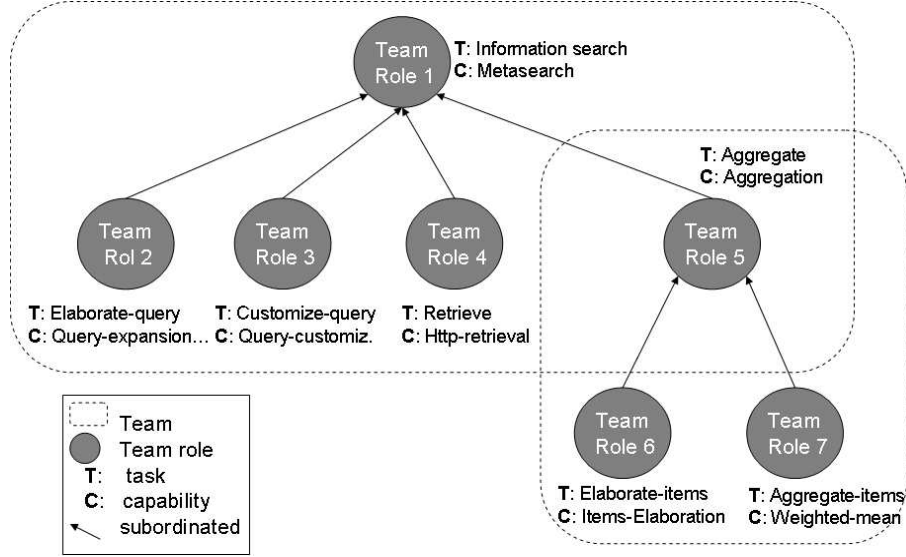 Team
Role 1
T: Information search
C: Metasearch
T: Aggregate
C: Aggregation
Team
Rol 2
Team
Role 3
Team
Role 4
Team
Role 5
T: Elaborate-query
C: Query-expansion...
T: Customize-query
C: Query-customiz.
T: Retrieve
C: Http-retrieval
Team
Role 6
Team
Role 7
T: Elaborate-items
C: Items-Elaboration
T: Aggregate-items
C: Weighted-mean
Team
Team role
T: task
C: capability
subordinated